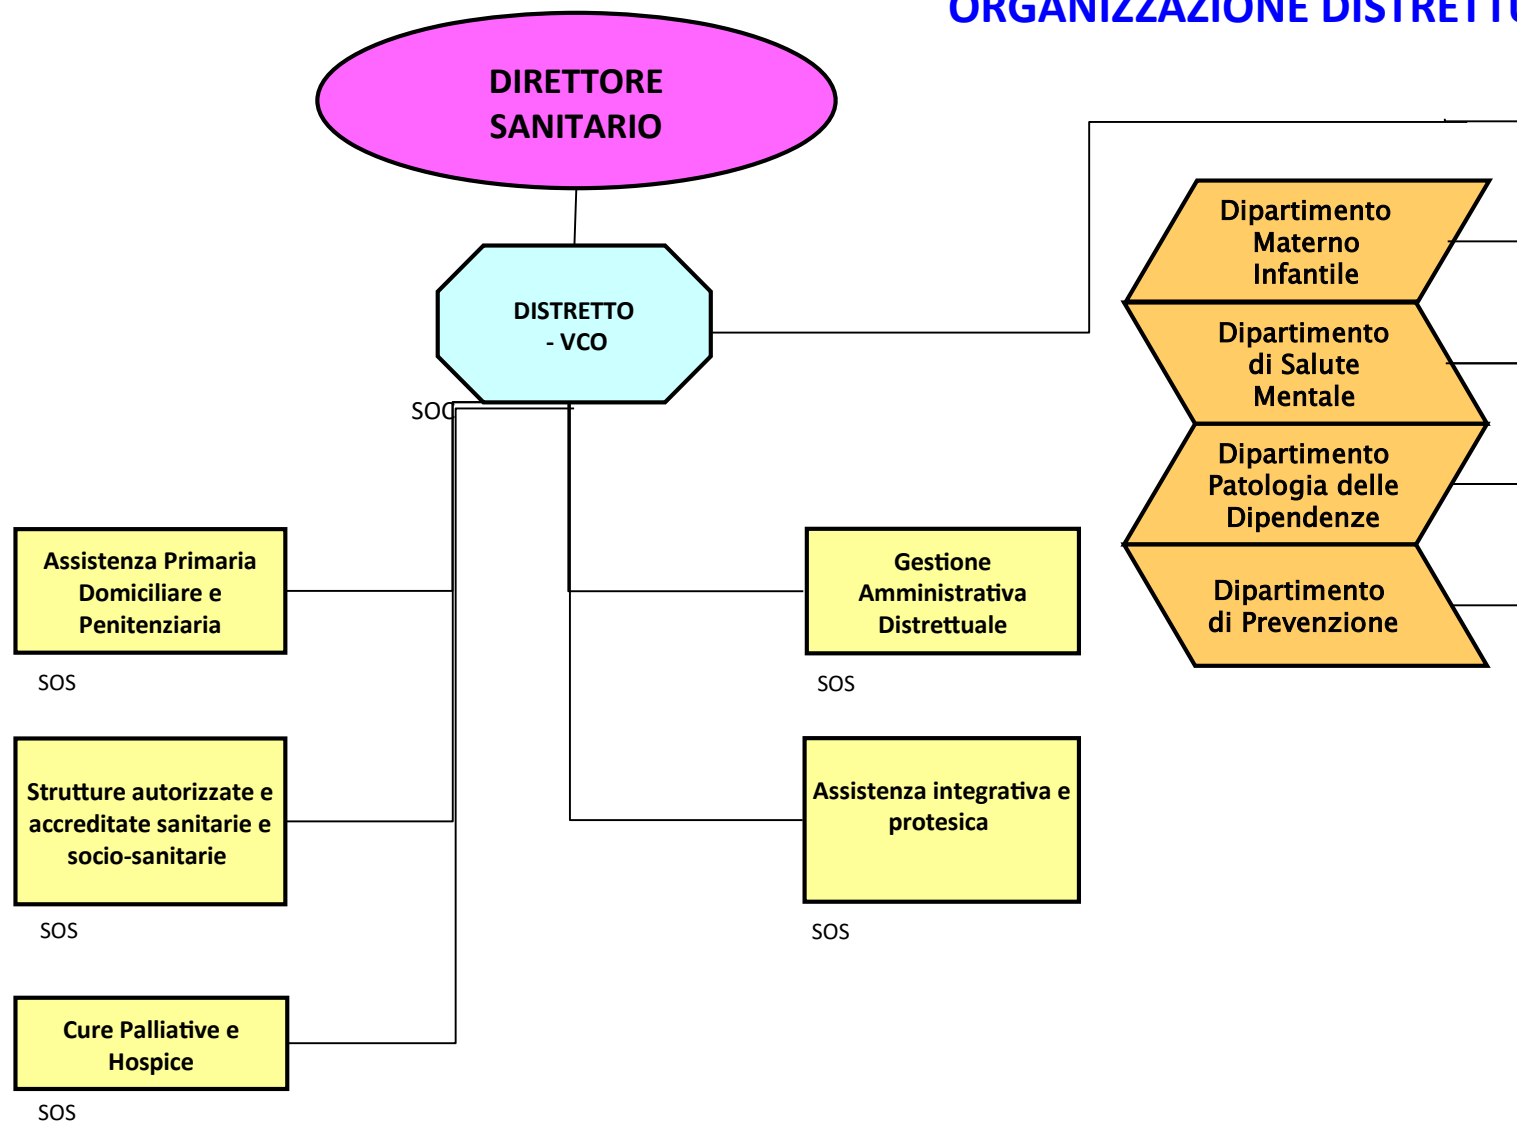 ORGANIZZAZIONE
DIRETTORE
SANITARIO
DISTRETTO
- VCO
SOC
Dipartimento
Materno
Infantile
Dipartimento
di Salute
Mentale
Dipartimento
Patologia delle
Dipendenze
Dipartimento
di Prevenzione
Assistenza Primaria
Domiciliare e
Penitenziaria
SOS
Gestione
Amministrativa
Distrettuale
SOS
Strutture autorizzate e
accreditate sanitarie e
socio-sanitarie
SOS
Assistenza integrativa e
protesica
SOS
Cure Palliative e
Hospice
SOS